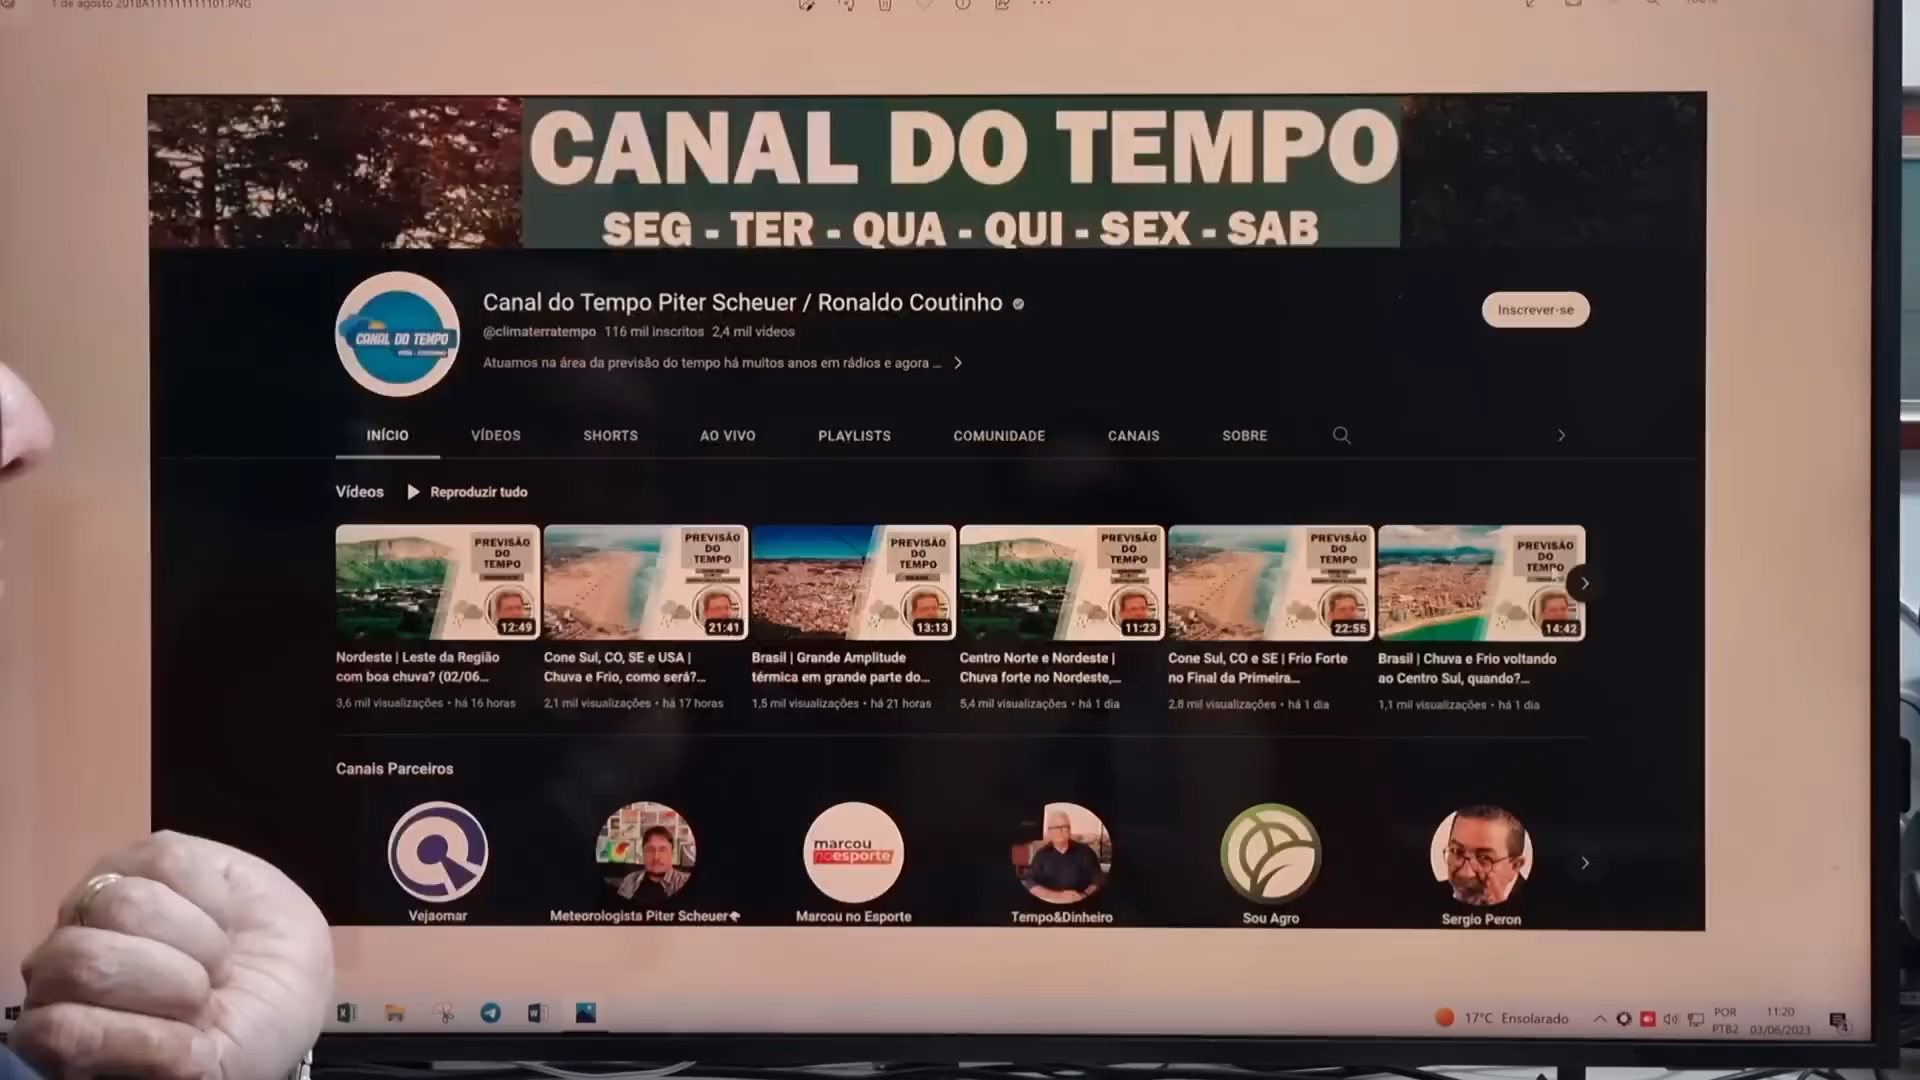 1 de agosto 2018A111111111101.PNG
CANAL DO TEMPO
SEG - TER - QUA - QUI - SEX - SAB
CANAL DO TEMPO
Canal do Tempo Piter Scheuer / Ronaldo Coutinho
Inscrever-se
@climaterratempo 116 mil inscritos 2,4 mil vídeos
Atuamos na área da previsão do tempo há muitos anos em rádios e agora ...
INÍCIO VÍDEOS SHORTS AO VIVO PLAYLISTS COMUNIDADE CANAIS SOBRE
Vídeos Reproduzir tudo
PREVISÃO
DO
TEMPO
12:49
PREVISÃO
DO
TEMPO
21:41
PREVISÃO
DO
TEMPO
13:13
PREVISÃO
DO
TEMPO
11:23
PREVISÃO
DO
TEMPO
22:55
PREVISÃO
DO
TEMPO
14:42
Nordeste | Leste da Região
com boa chuva? (02/06...
3,6 mil visualizações • há 16 horas
Cone Sul, CO, SE e USA |
Chuva e Frio, como será?...
2,1 mil visualizações • há 17 horas
Brasil | Grande Amplitude
térmica em grande parte do...
1,5 mil visualizações • há 21 horas
Centro Norte e Nordeste |
Chuva forte no Nordeste,...
5,4 mil visualizações • há 1 dia
Cone Sul, CO e SE | Frio Forte
no Final da Primeira...
2,8 mil visualizações • há 1 dia
Brasil | Chuva e Frio voltando
ao Centro Sul, quando?...
1,1 mil visualizações • há 1 dia
Canais Parceiros
marcou
noesporte
Vejaomar
Meteorologista Piter Scheuer
Marcou no Esporte
Tempo&Dinheiro
Sou Agro
Sergio Peron
17°C Ensolarado
POR
PTB2
11:20
03/06/2023